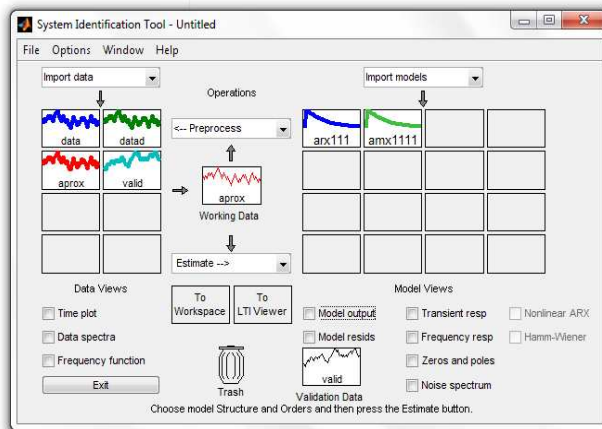 System Identification Tool - Untitled
File Options Window Help
Import data
Operations
Import models
data
datad
<-- Preprocess
arx111
amx1111
aprox
valid
aprox
Working Data
Estimate -->
Data Views
To Workspace
To LTI Viewer
Model Views
Time plot
Model output
Transient resp
Nonlinear ARX
Data spectra
Model resids
Frequency resp
Hamm-Wiener
Frequency function
Zeros and poles
Exit
Trash
valid
Validation Data
Noise spectrum
Choose model Structure and Orders and then press the Estimate button.